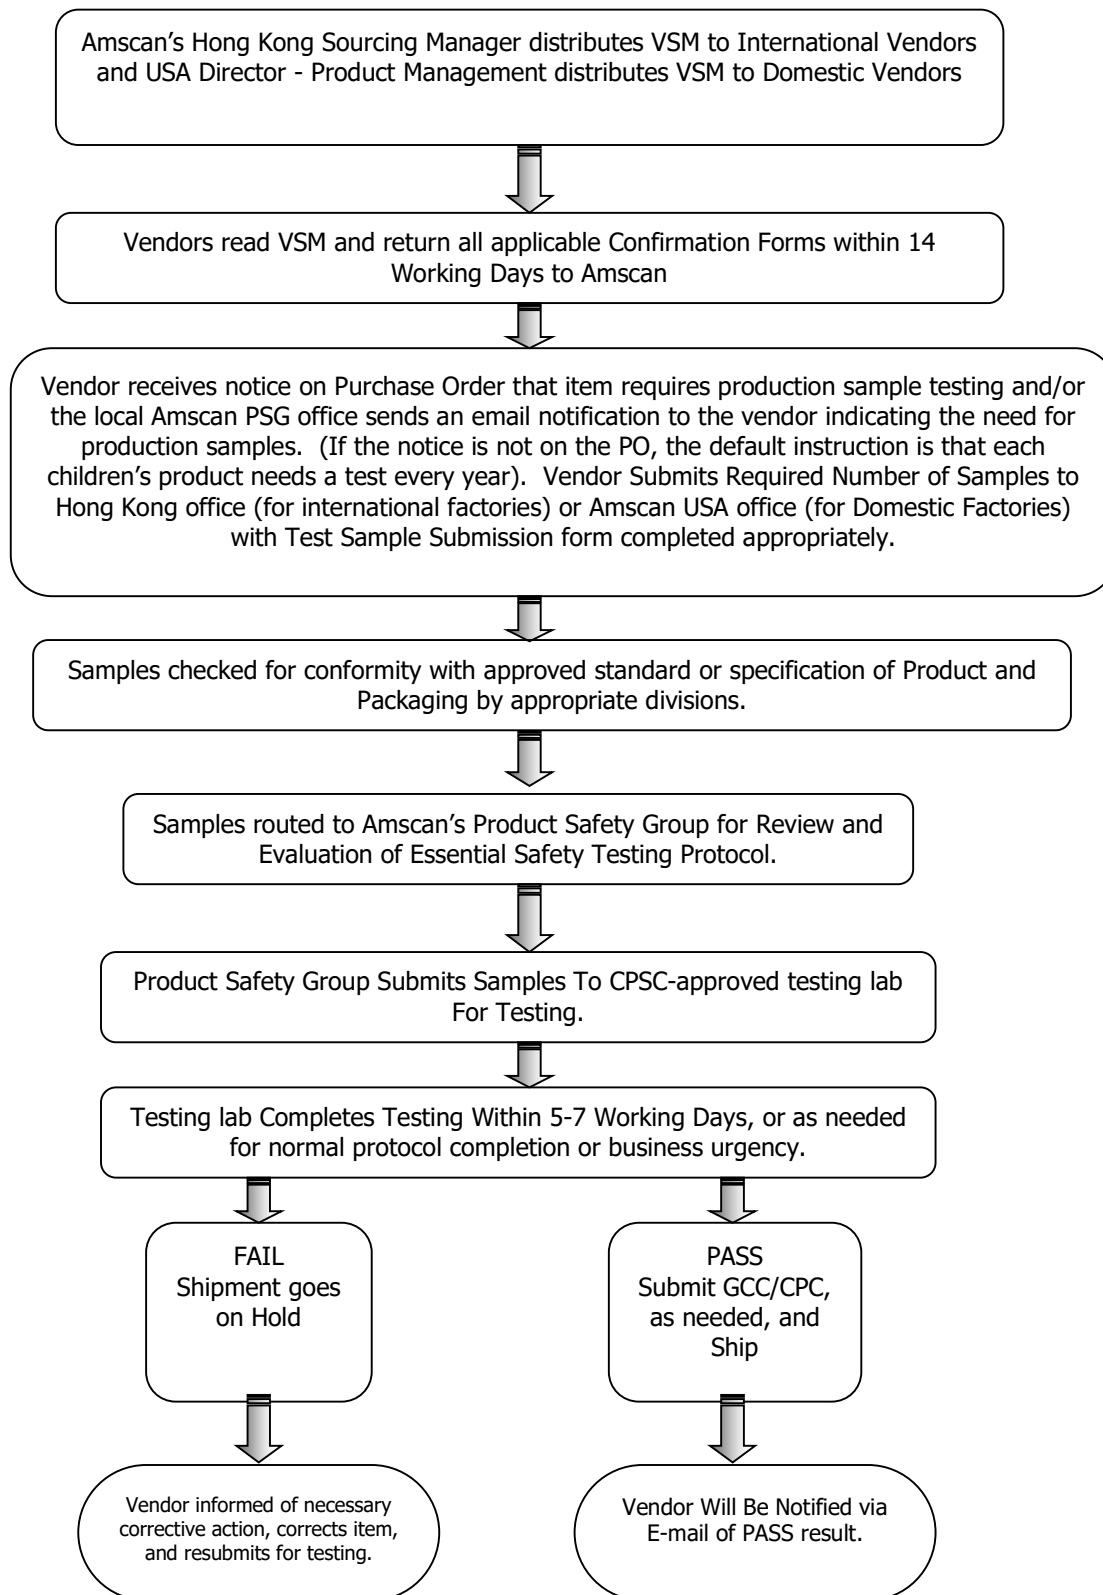 Amscan’s Hong Kong Sourcing Manager distributes VSM to International Vendors
and USA Director - Product Management distributes VSM to Domestic Vendors
Vendors read VSM and return all applicable Confirmation Forms within 14
Working Days to Amscan
Vendor receives notice on Purchase Order that item requires production sample testing and/or
the local Amscan PSG office sends an email notification to the vendor indicating the need for
production samples.  (If the notice is not on the PO, the default instruction is that each
children’s product needs a test every year).  Vendor Submits Required Number of Samples to
Hong Kong office (for international factories) or Amscan USA office (for Domestic Factories)
with Test Sample Submission form completed appropriately.
Samples checked for conformity with approved standard or specification of Product and
Packaging by appropriate divisions.
Samples routed to Amscan’s Product Safety Group for Review and
Evaluation of Essential Safety Testing Protocol.
Product Safety Group Submits Samples To CPSC-approved testing lab
For Testing.
Testing lab Completes Testing Within 5-7 Working Days, or as needed
for normal protocol completion or business urgency.
FAIL
Shipment goes
on Hold
PASS
Submit GCC/CPC,
as needed, and
Ship
Vendor informed of necessary
corrective action, corrects item,
and resubmits for testing.
Vendor Will Be Notified via
E-mail of PASS result.